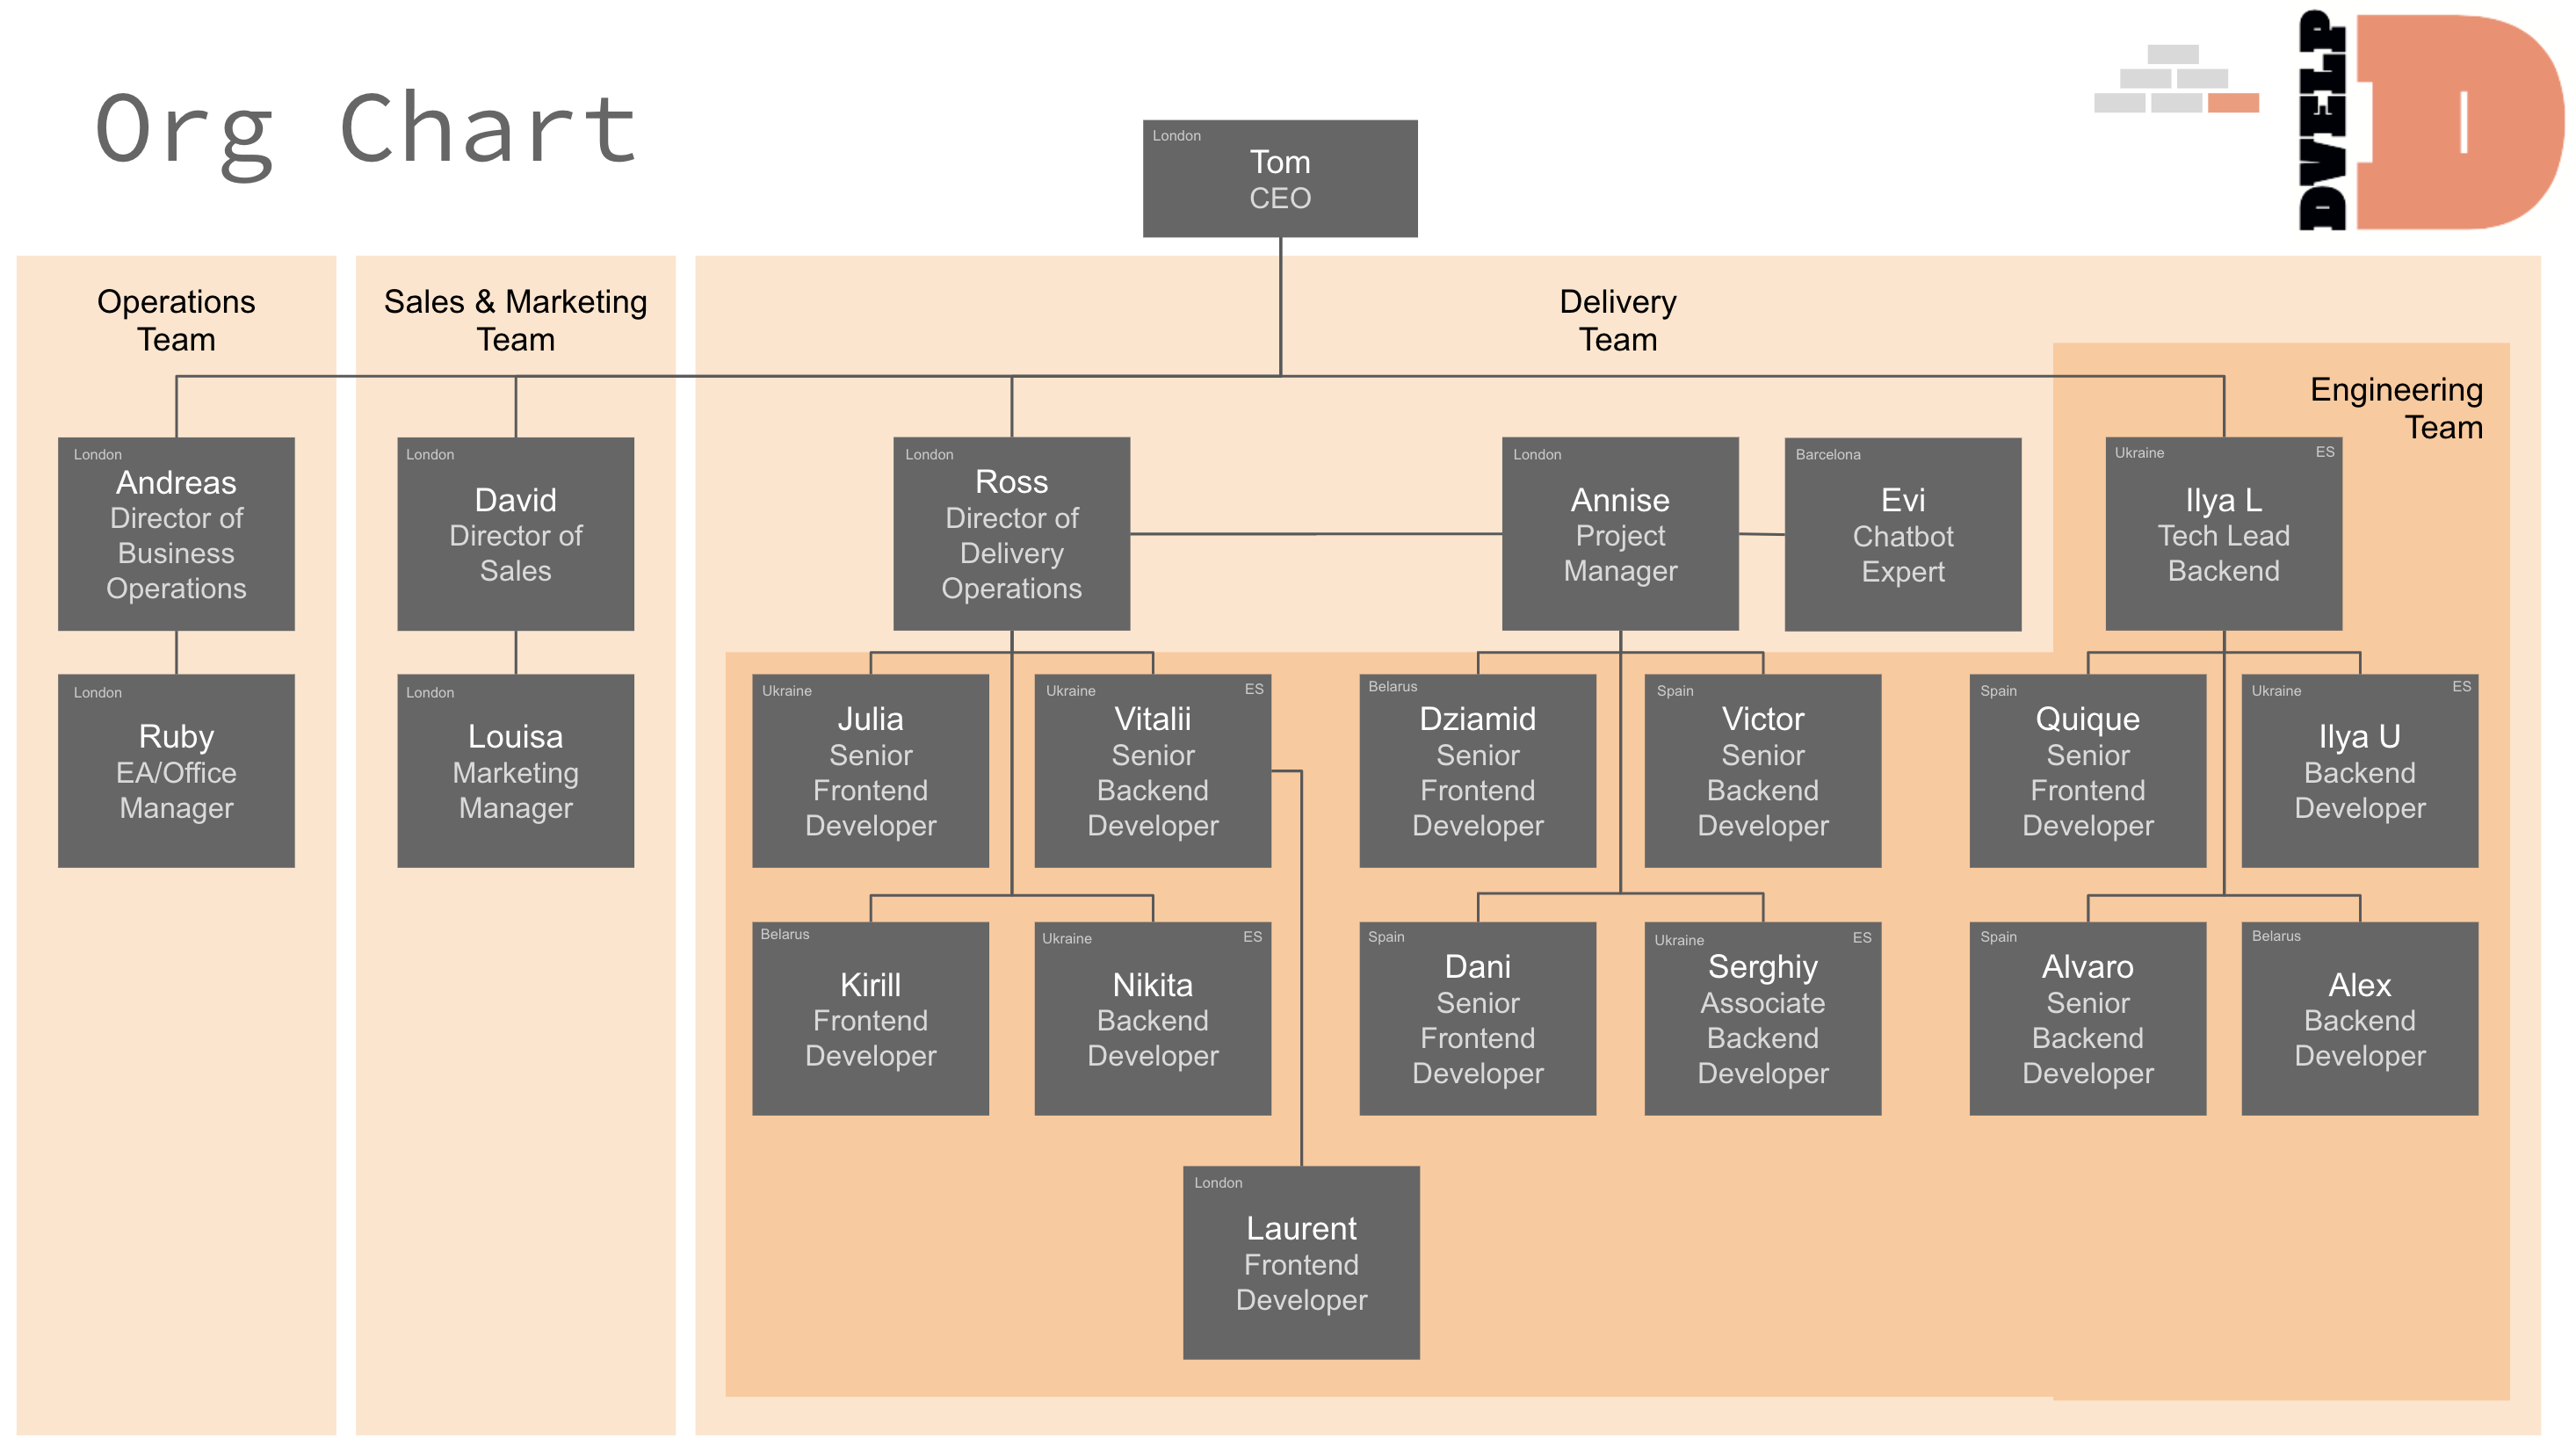 Org Chart
DVELP
D
London
Tom
CEO
Operations
Team
Sales & Marketing
Team
Delivery
Team
Engineering
Team
London
Andreas
Director of
Business
Operations
London
David
Director of
Sales
London
Ross
Director of
Delivery
Operations
London
Annise
Project
Manager
Barcelona
Evi
Chatbot
Expert
Ukraine ES
Ilya L
Tech Lead
Backend
London
Ruby
EA/Office
Manager
London
Louisa
Marketing
Manager
Ukraine
Julia
Senior
Frontend
Developer
Ukraine ES
Vitalii
Senior
Backend
Developer
Belarus
Dziamid
Senior
Frontend
Developer
Spain
Victor
Senior
Backend
Developer
Spain
Quique
Senior
Frontend
Developer
Ukraine ES
Ilya U
Backend
Developer
Belarus
Kirill
Frontend
Developer
Ukraine ES
Nikita
Backend
Developer
Spain
Dani
Senior
Frontend
Developer
Ukraine ES
Serghiy
Associate
Backend
Developer
Spain
Alvaro
Senior
Backend
Developer
Belarus
Alex
Backend
Developer
London
Laurent
Frontend
Developer